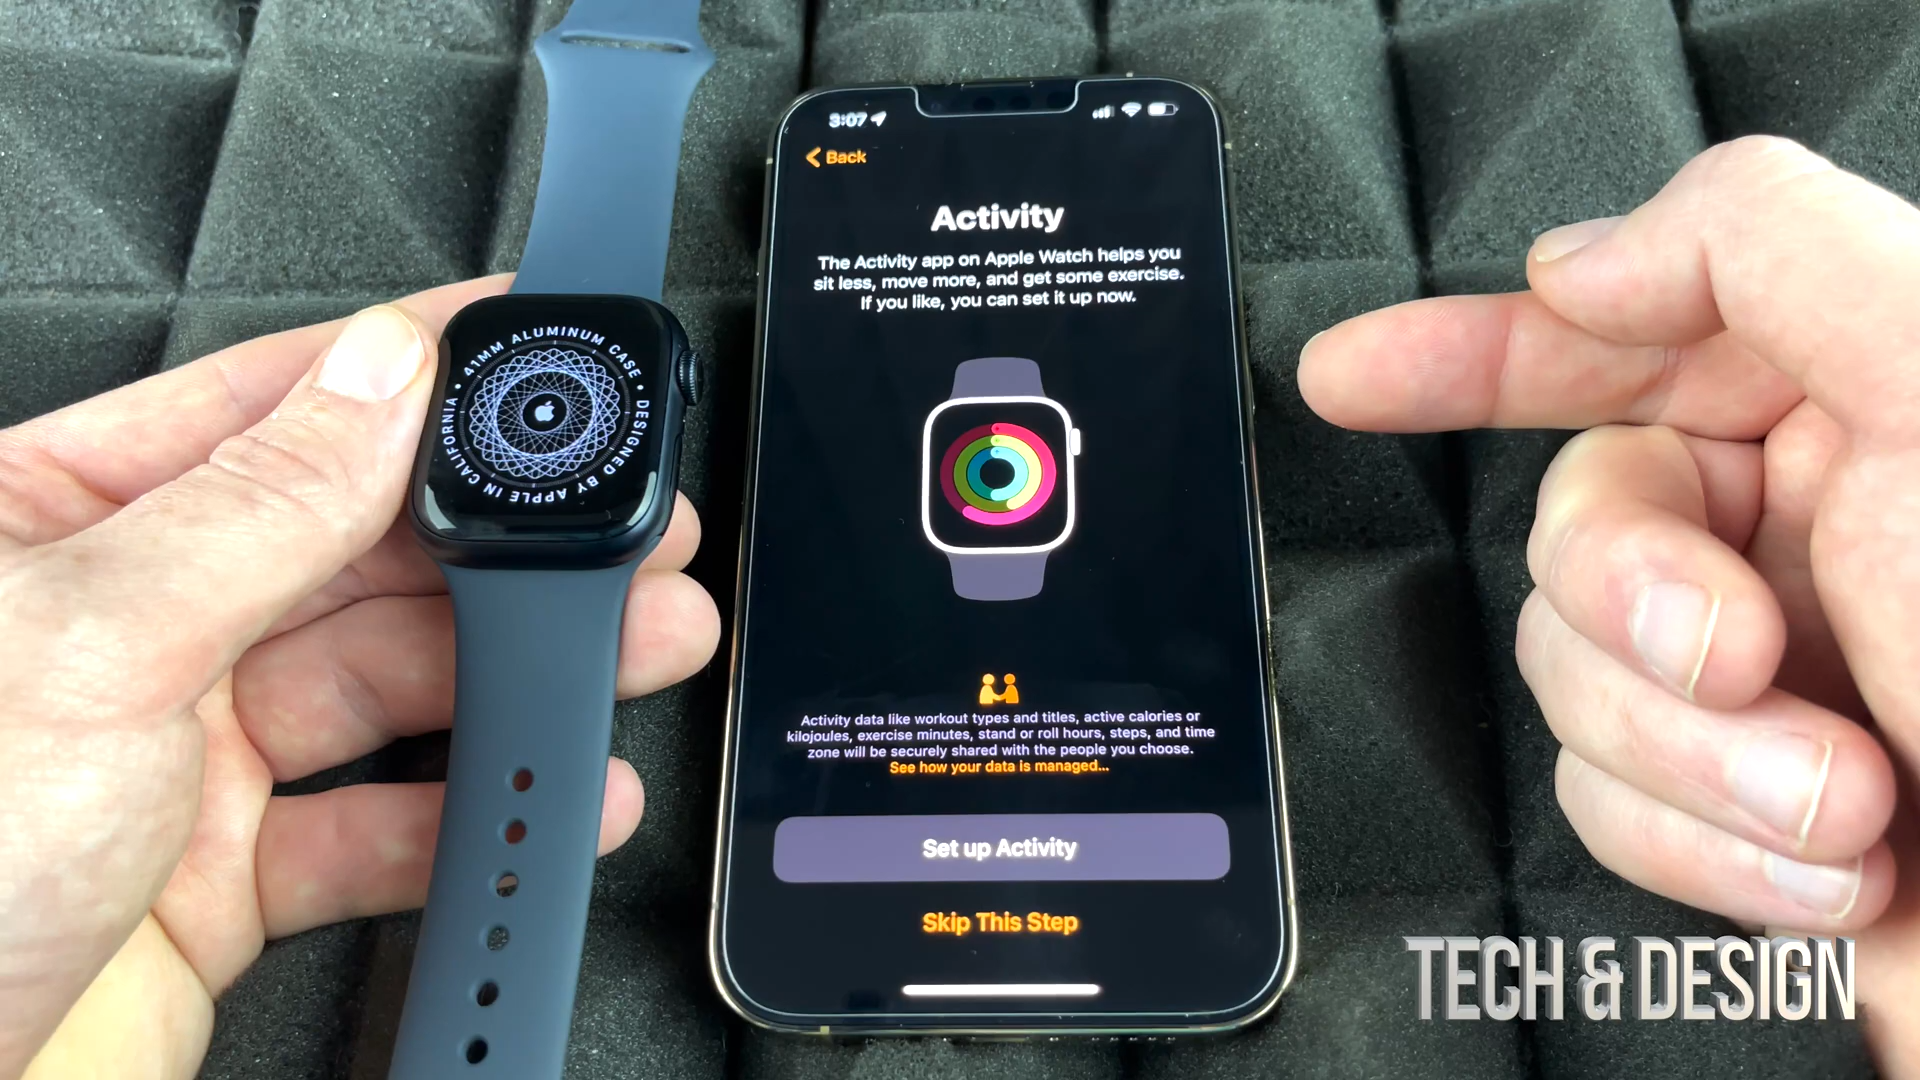 41MM ALUMINUM CASE • DESIGNED BY APPLE IN CALIFORNIA •
3:07
Back
Activity
The Activity app on Apple Watch helps you
sit less, move more, and get some exercise.
If you like, you can set it up now.
Activity data like workout types and titles, active calories or
kilojoules, exercise minutes, stand or roll hours, steps, and time
zone will be securely shared with the people you choose.
See how your data is managed...
Set up Activity
Skip This Step
TECH & DESIGN